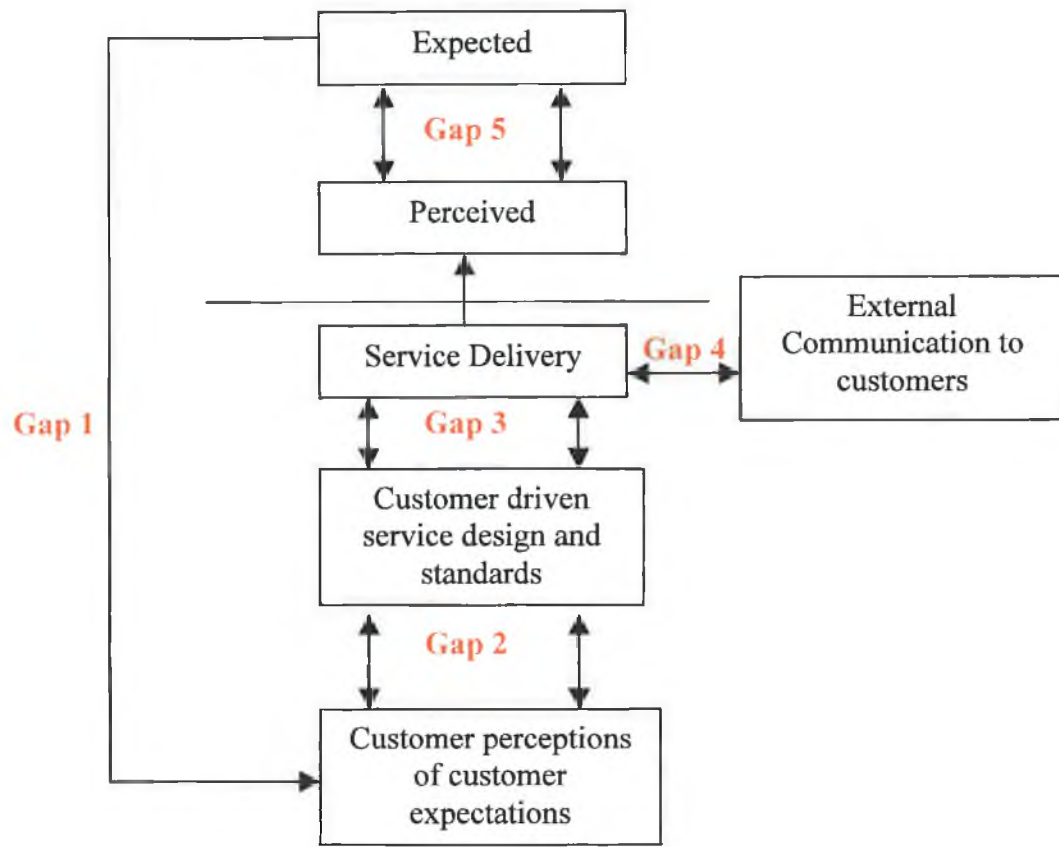 Expected
Gap 5
Perceived
Service Delivery
Gap 4
External
Communication to
customers
Gap 1
Gap 3
Customer driven
service design and
standards
Gap 2
Customer perceptions
of customer
expectations